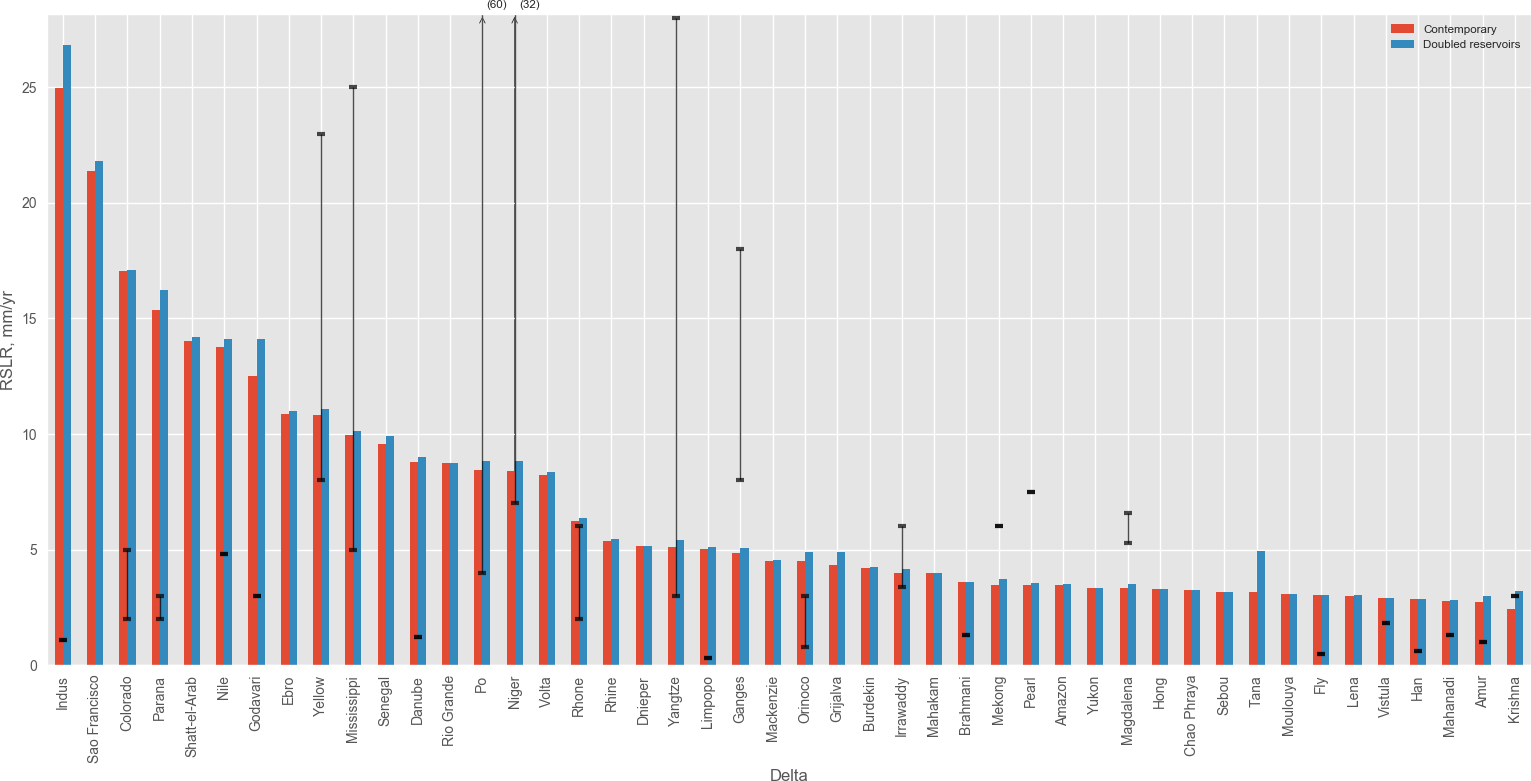 (60) (32)
Contemporary
Doubled reservoirs
RSLR, mm/yr
25
20
15
10
5
0
Indus
Sao Francisco
Colorado
Parana
Shatt-el-Arab
Nile
Godavari
Ebro
Yellow
Mississippi
Senegal
Danube
Rio Grande
Po
Niger
Volta
Rhone
Rhine
Dnieper
Yangtze
Limpopo
Ganges
Mackenzie
Orinoco
Grijalva
Burdekin
Irrawaddy
Mahakam
Brahmani
Mekong
Pearl
Amazon
Yukon
Magdalena
Hong
Chao Phraya
Sebou
Tana
Moulouya
Fly
Lena
Vistula
Han
Mahanadi
Amur
Krishna
Delta